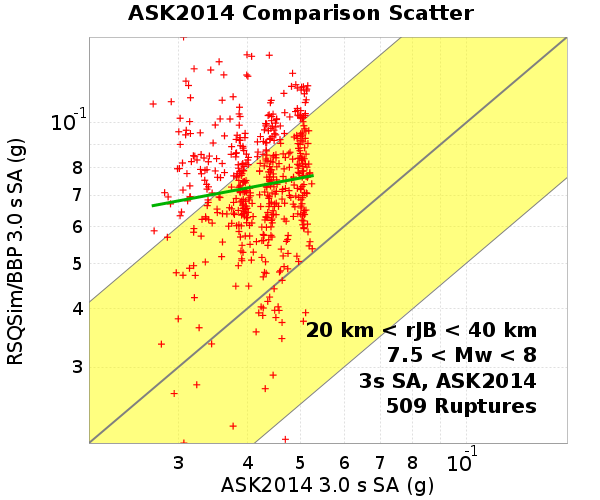 ASK2014 Comparison Scatter
RSQSim/BBP 3.0 s SA (g)
10-1
8
7
6
5
4
3
20 km < rJB < 40 km
7.5 < Mw < 8
3s SA, ASK2014
509 Ruptures
3 4 5 6 7 8 10-1
ASK2014 3.0 s SA (g)